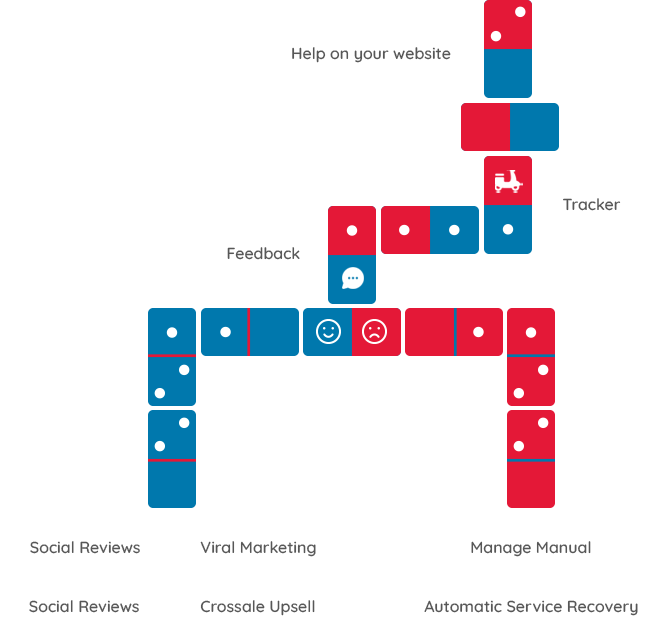 Help on your website
Tracker
Feedback
Social Reviews
Viral Marketing
Manage Manual
Social Reviews
Crossale Upsell
Automatic Service Recovery